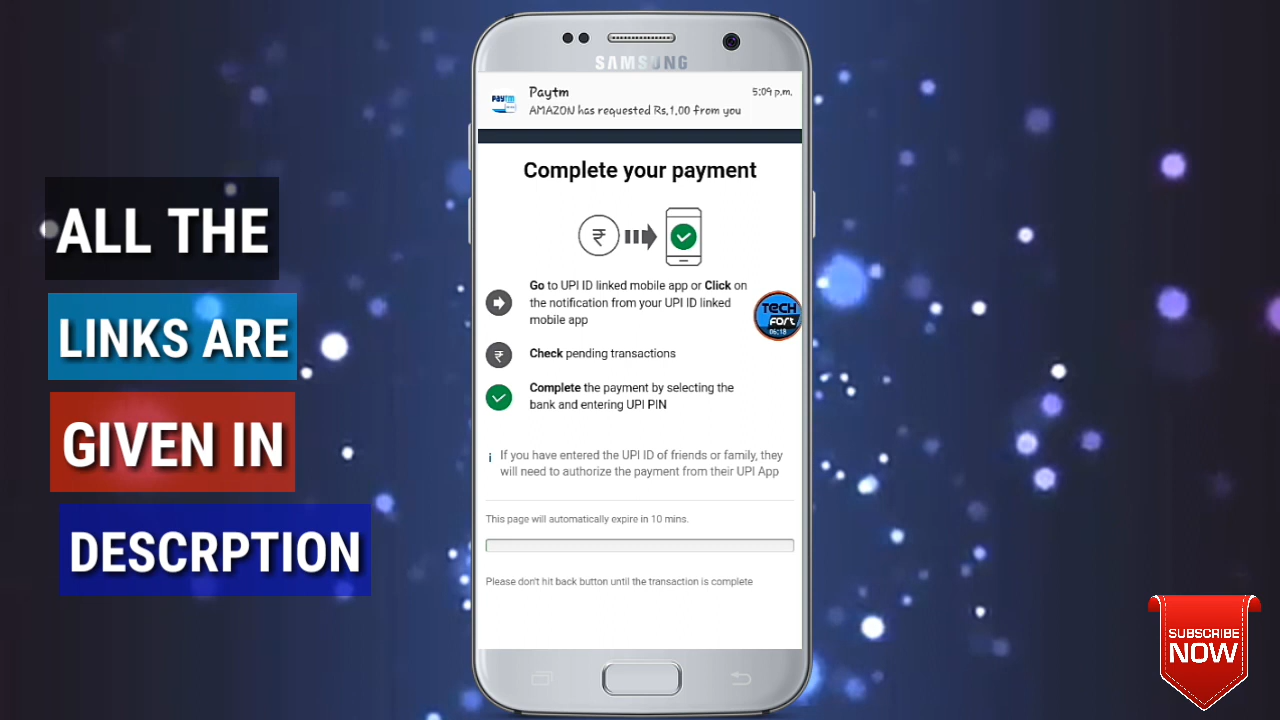 ALL THE
LINKS ARE
GIVEN IN
DESCRPTION
SAMSUNG
PAYTM
Paytm
5:09 p.m.
AMAZON has requested Rs.1.00 from you
Complete your payment
Go to UPI ID linked mobile app or Click on
the notification from your UPI ID linked
mobile app
TECH
FORT
06:18
Check pending transactions
Complete the payment by selecting the
bank and entering UPI PIN
i If you have entered the UPI ID of friends or family, they
will need to authorize the payment from their UPI App
This page will automatically expire in 10 mins.
Please don't hit back button until the transaction is complete
SUBSCRIBE
NOW